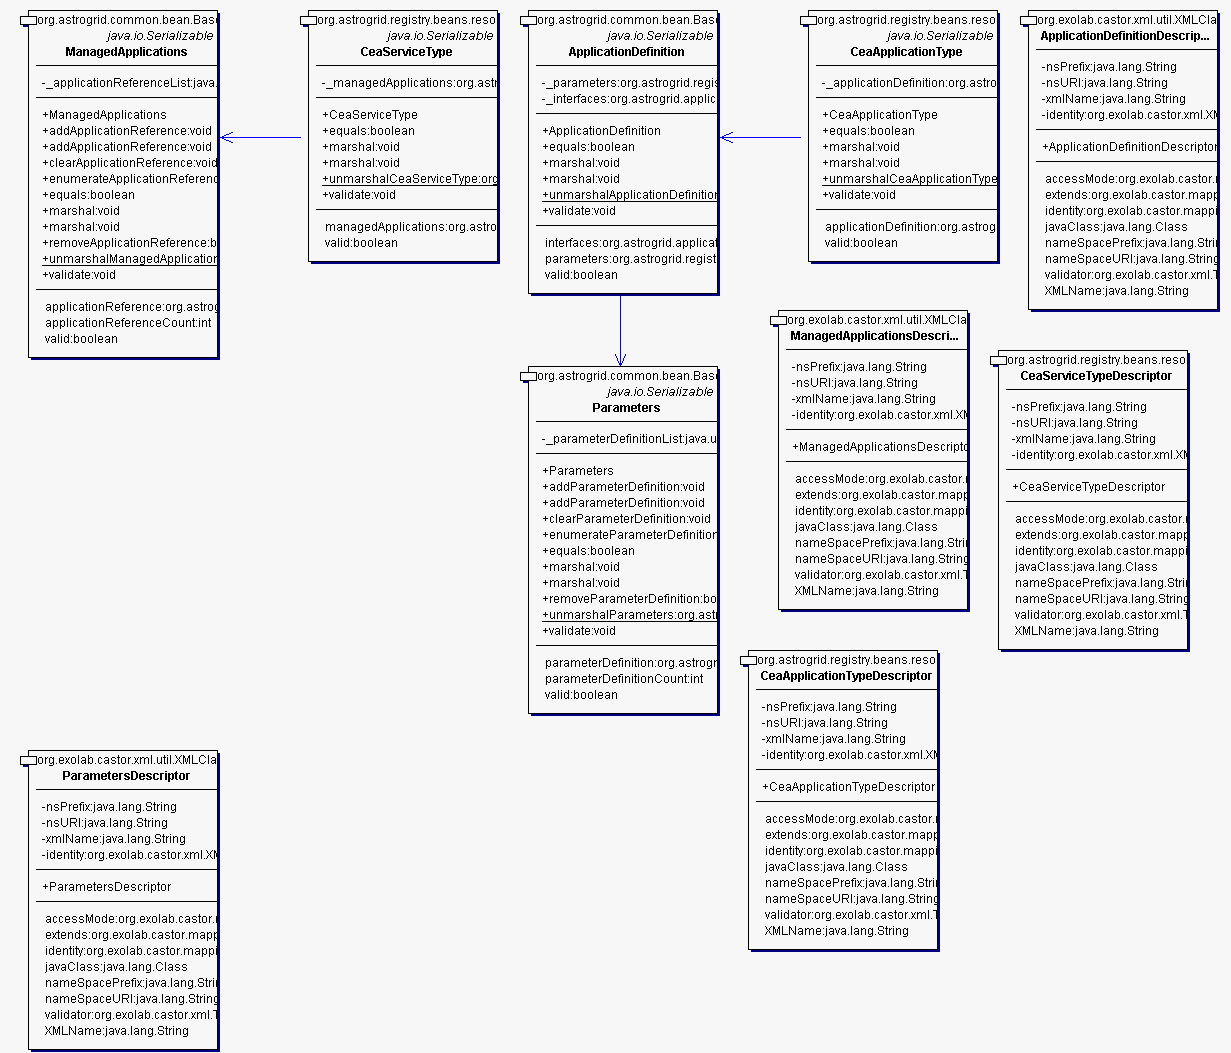 org.astrogrid.common.bean.Bas
java.io.Serializable
ManagedApplications
-_applicationReferenceList:java.
+ManagedApplications
+addApplicationReference:void
+addApplicationReference:void
+clearApplicationReference:void
+enumerateApplicationReferenc
+equals:boolean
+marshal:void
+marshal:void
+removeApplicationReference:b
+unmarshalManagedApplication
+validate:void
applicationReference:org.astrog
applicationReferenceCount:int
valid:boolean
org.astrogrid.registry.beans.reso
java.io.Serializable
CeaServiceType
-_managedApplications:org.ast
+CeaServiceType
+equals:boolean
+marshal:void
+marshal:void
+unmarshalCeaServiceType:org
+validate:void
managedApplications:org.astro
valid:boolean
org.astrogrid.common.bean.Bas
java.io.Serializable
ApplicationDefinition
-_parameters:org.astrogrid.regis
-_interfaces:org.astrogrid.applic
+ApplicationDefinition
+equals:boolean
+marshal:void
+marshal:void
+unmarshalApplicationDefinition
+validate:void
interfaces:org.astrogrid.applicat
parameters:org.astrogrid.regist
valid:boolean
org.astrogrid.registry.beans.reso
java.io.Serializable
CeaApplicationType
-_applicationDefinition:org.astro
+CeaApplicationType
+equals:boolean
+marshal:void
+marshal:void
+unmarshalCeaApplicationType
+validate:void
applicationDefinition:org.astrog
valid:boolean
org.exolab.castor.xml.util.XMLCla
ApplicationDefinitionDescrip...
-nsPrefix:java.lang.String
-nsURI:java.lang.String
-xmlName:java.lang.String
-identity:org.exolab.castor.xml.XM
+ApplicationDefinitionDescriptor
accessMode:org.exolab.castor.m
extends:org.exolab.castor.mapp
identity:org.exolab.castor.mappi
javaClass:java.lang.Class
nameSpacePrefix:java.lang.Strin
nameSpaceURI:java.lang.String
validator:org.exolab.castor.xml.T
XMLName:java.lang.String
org.exolab.castor.xml.util.XMLCla
ManagedApplicationsDescri...
-nsPrefix:java.lang.String
-nsURI:java.lang.String
-xmlName:java.lang.String
-identity:org.exolab.castor.xml.XM
+ManagedApplicationsDescripto
accessMode:org.exolab.castor.m
extends:org.exolab.castor.mapp
identity:org.exolab.castor.mappi
javaClass:java.lang.Class
nameSpacePrefix:java.lang.Strin
nameSpaceURI:java.lang.String
validator:org.exolab.castor.xml.T
XMLName:java.lang.String
org.astrogrid.registry.beans.reso
CeaServiceTypeDescriptor
-nsPrefix:java.lang.String
-nsURI:java.lang.String
-xmlName:java.lang.String
-identity:org.exolab.castor.xml.XM
+CeaServiceTypeDescriptor
accessMode:org.exolab.castor.m
extends:org.exolab.castor.mapp
identity:org.exolab.castor.mappi
javaClass:java.lang.Class
nameSpacePrefix:java.lang.Strin
nameSpaceURI:java.lang.String
validator:org.exolab.castor.xml.T
XMLName:java.lang.String
org.astrogrid.common.bean.Bas
java.io.Serializable
Parameters
-_parameterDefinitionList:java.u
+Parameters
+addParameterDefinition:void
+addParameterDefinition:void
+clearParameterDefinition:void
+enumerateParameterDefinition
+equals:boolean
+marshal:void
+marshal:void
+removeParameterDefinition:bo
+unmarshalParameters:org.ast
+validate:void
parameterDefinition:org.astrogr
parameterDefinitionCount:int
valid:boolean
org.astrogrid.registry.beans.reso
CeaApplicationTypeDescriptor
-nsPrefix:java.lang.String
-nsURI:java.lang.String
-xmlName:java.lang.String
-identity:org.exolab.castor.xml.XM
+CeaApplicationTypeDescriptor
accessMode:org.exolab.castor.m
extends:org.exolab.castor.mapp
identity:org.exolab.castor.mappi
javaClass:java.lang.Class
nameSpacePrefix:java.lang.Strin
nameSpaceURI:java.lang.String
validator:org.exolab.castor.xml.T
XMLName:java.lang.String
org.exolab.castor.xml.util.XMLCla
ParametersDescriptor
-nsPrefix:java.lang.String
-nsURI:java.lang.String
-xmlName:java.lang.String
-identity:org.exolab.castor.xml.XM
+ParametersDescriptor
accessMode:org.exolab.castor.m
extends:org.exolab.castor.mapp
identity:org.exolab.castor.mappi
javaClass:java.lang.Class
nameSpacePrefix:java.lang.Strin
nameSpaceURI:java.lang.String
validator:org.exolab.castor.xml.T
XMLName:java.lang.String